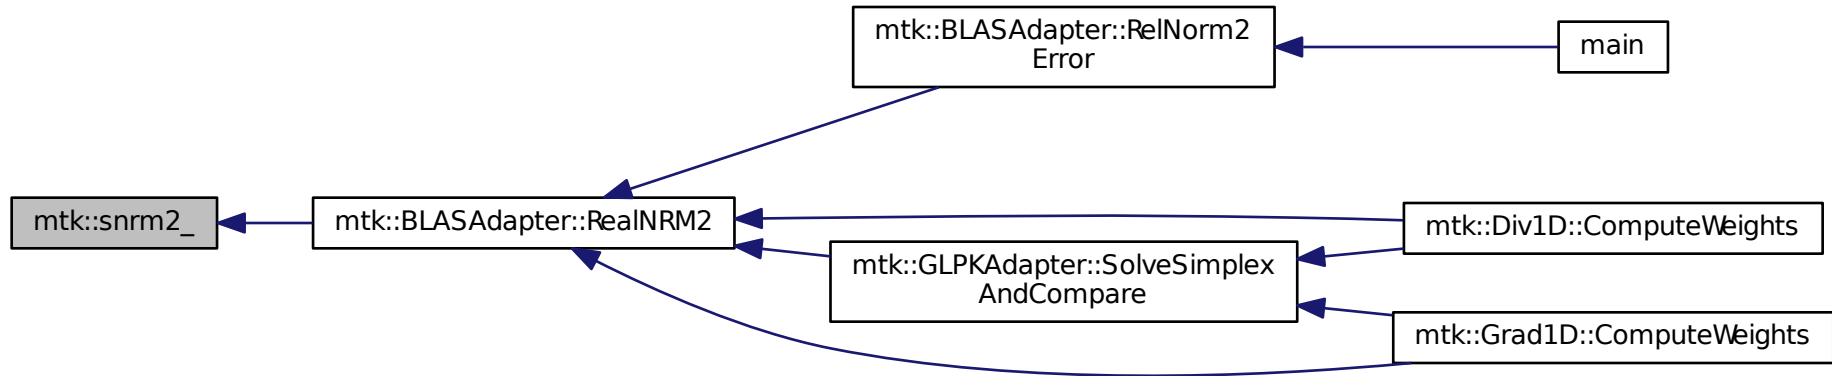 mtk::BLASAdapter::RelNorm2
Error
main
mtk::snrm2_
mtk::BLASAdapter::RealNRM2
mtk::Div1D::ComputeWeights
mtk::GLPKAdapter::SolveSimplex
AndCompare
mtk::Grad1D::ComputeWeights